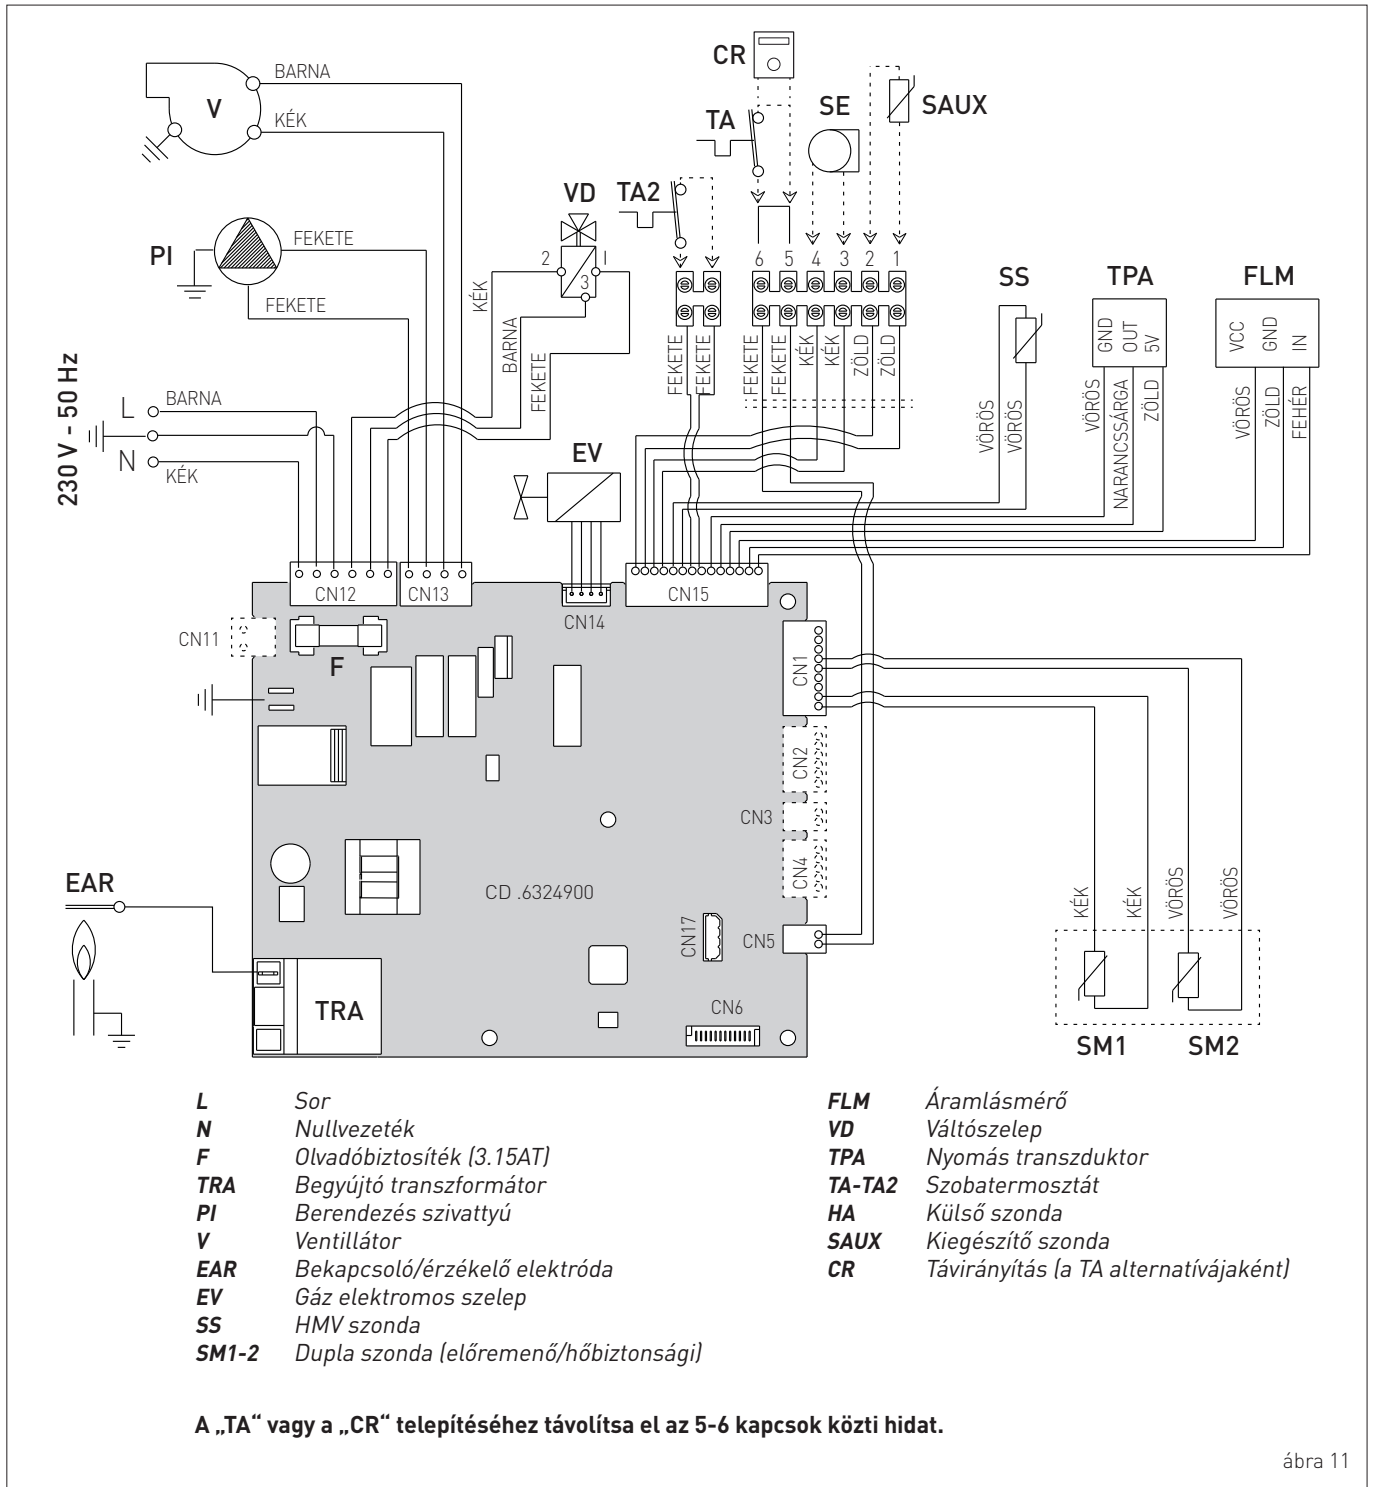 CR
BARNA
V
TA
SE
SAUX
KÉK
VD
TA2
PI
FEKETE
2
1
3
6
5
4
3
2
1
SS
TPA
FLM
FEKETE
KÉK
BARNA
FEKETE
FEKETE
FEKETE
FEKETE
FEKETE
KÉK
KÉK
ZÖLD
ZÖLD
GND
OUT
5V
VCC
GND
IN
230 V - 50 Hz
L
BARNA
N
KÉK
VÖRÖS
VÖRÖS
VÖRÖS
NARANCSSÁRGA
ZÖLD
VÖRÖS
ZÖLD
FEHÉR
EV
CN12
CN13
CN14
CN15
CN11
F
CN1
CN2
CN3
CN4
EAR
CD .6324900
CN17
CN5
KÉK
KÉK
VÖRÖS
VÖRÖS
TRA
CN6
SM1
SM2
L Sor
N Nullvezeték
F Olvadóbiztosíték (3.15AT)
TRA Begyújtó transzformátor
PI Berendezés szivattyú
V Ventillátor
EAR Bekapcsoló/érzékelő elektróda
EV Gáz elektromos szelep
SS HMV szonda
SM1-2 Dupla szonda (előremenő/hőbiztonsági)
FLM Áramlásmérő
VD Váltószelep
TPA Nyomás transzduktor
TA-TA2 Szobatermosztát
HA Külső szonda
SAUX Kiegészítő szonda
CR Távirányítás (a TA alternatívájaként)
A „TA“ vagy a „CR“ telepítéséhez távolítsa el az 5-6 kapcsok közti hidat.
ábra 11